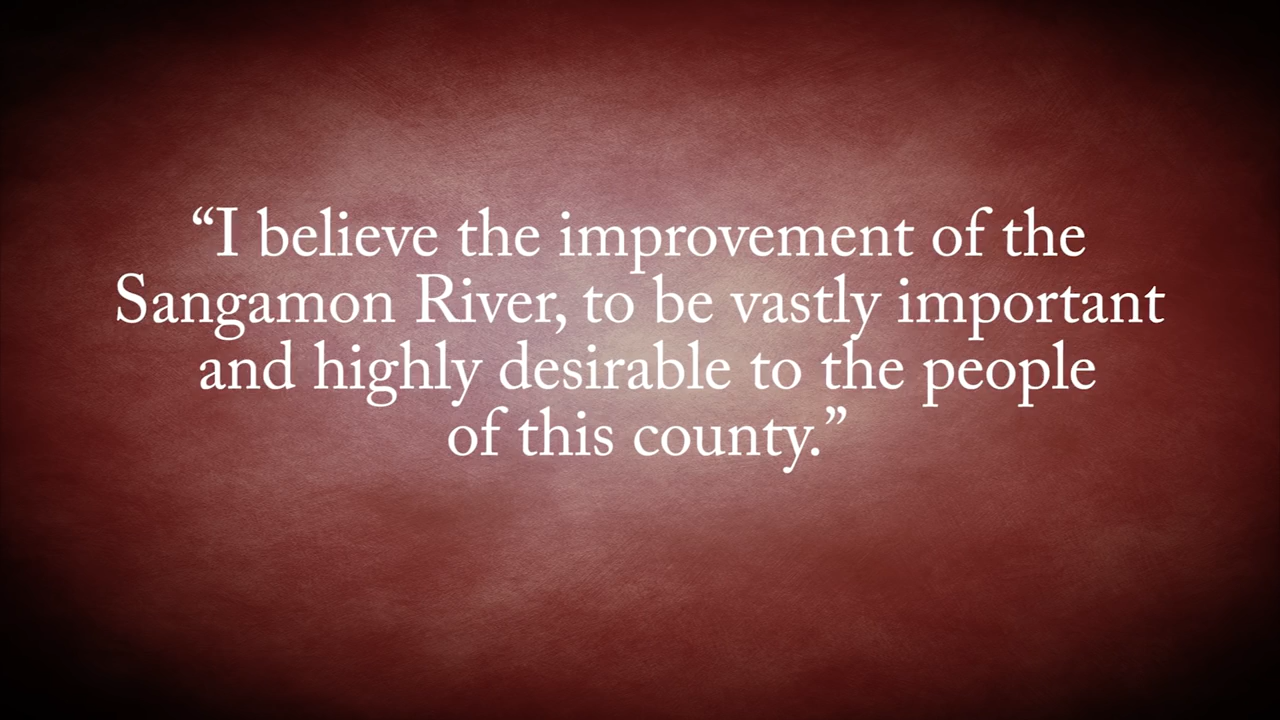 “I believe the improvement of the
Sangamon River, to be vastly important
and highly desirable to the people
of this county.”